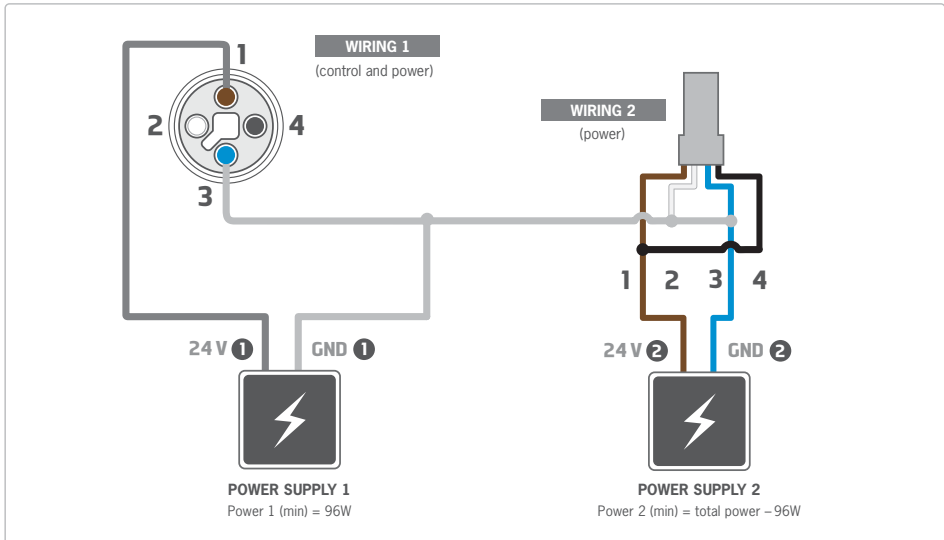 1
WIRING 1
(control and power)
2
4
3
WIRING 2
(power)
1
2
3
4
24 V 1
GND 1
24 V 2
GND 2
POWER SUPPLY 1
Power 1 (min) = 96W
POWER SUPPLY 2
Power 2 (min) = total power – 96W